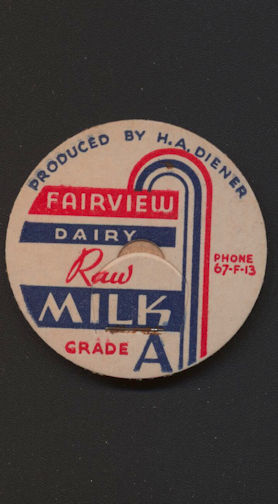 PRODUCED BY H.A. DIENER
FAIRVIEW
DAIRY
Raw
MILK
GRADE A
PHONE
67-F-13